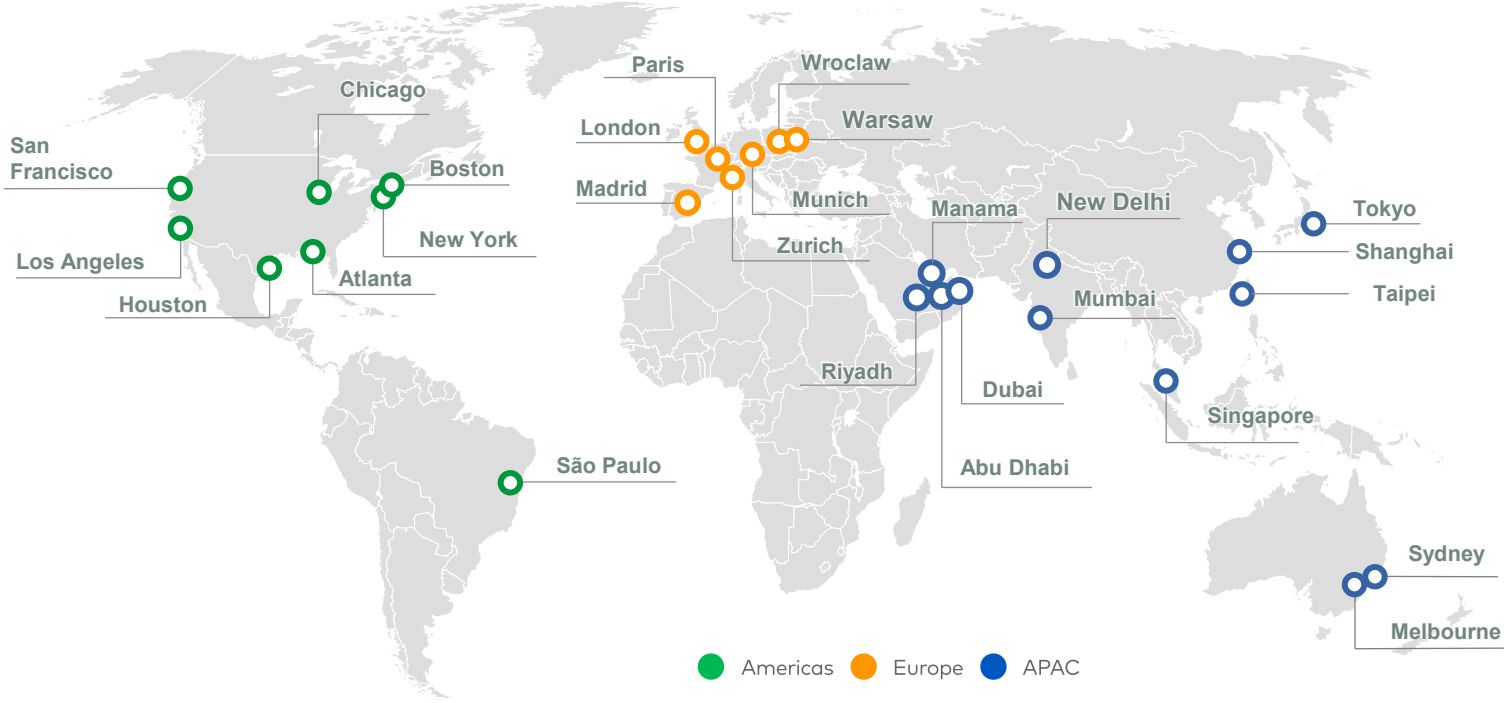 Paris
Wroclaw
Chicago
London
Warsaw
San
Francisco
Boston
Madrid
Munich
Manama
New Delhi
Tokyo
New York
Zurich
Shanghai
Los Angeles
Atlanta
Houston
Mumbai
Taipei
Riyadh
Dubai
Singapore
São Paulo
Abu Dhabi
Sydney
Melbourne
Americas
Europe
APAC